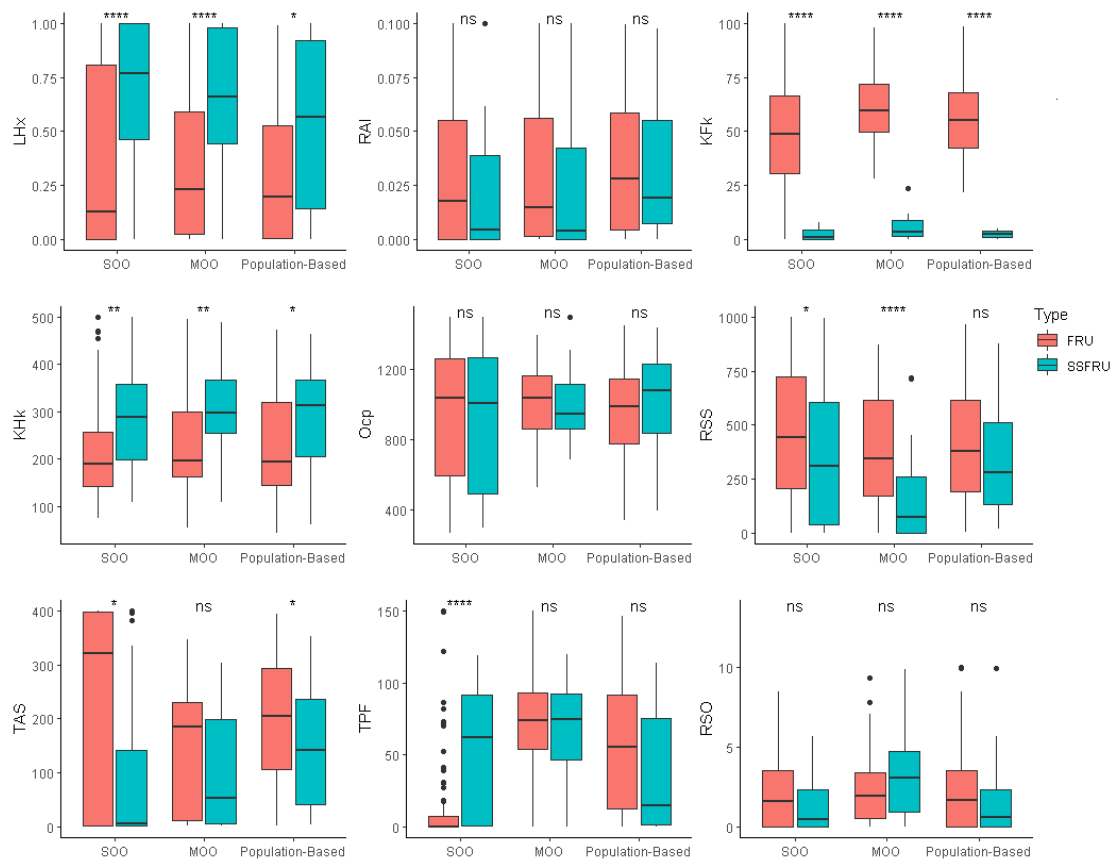 LHx
1.00
0.75
0.50
0.25
0.00
**** **** *
SOO MOO Population-Based
RAI
0.100
0.075
0.050
0.025
0.000
ns ns ns
SOO MOO Population-Based
KFk
100
75
50
25
0
**** **** ****
SOO MOO Population-Based
KHk
500
400
300
200
100
** ** *
SOO MOO Population-Based
Ocp
1200
800
400
ns ns ns
SOO MOO Population-Based
RSS
1000
750
500
250
0
* **** ns
SOO MOO Population-Based
Type
FRU
SSFRU
TAS
400
300
200
100
0
* ns *
SOO MOO Population-Based
TPF
150
100
50
0
**** ns ns
SOO MOO Population-Based
RSO
10
5
0
ns ns ns
SOO MOO Population-Based